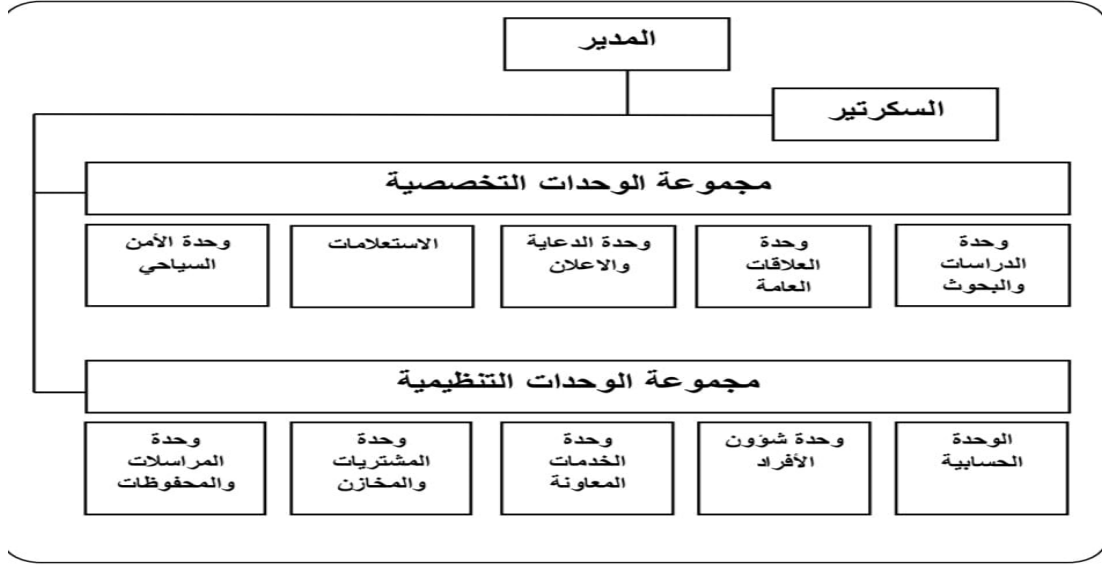 المدير
السكرتير
مجموعة الوحدات التخصصية
وحدة
الدراسات
والبحوث
وحدة
العلاقات
العامة
وحدة الدعاية
والاعلان
الاستعلامات
وحدة الأمن
السياحي
مجموعة الوحدات التنظيمية
الوحدة
الحسابية
وحدة شؤون
الأفراد
وحدة
الخدمات
المعاونة
وحدة
المشتريات
والمخازن
وحدة
المراسلات
والمحفوظات